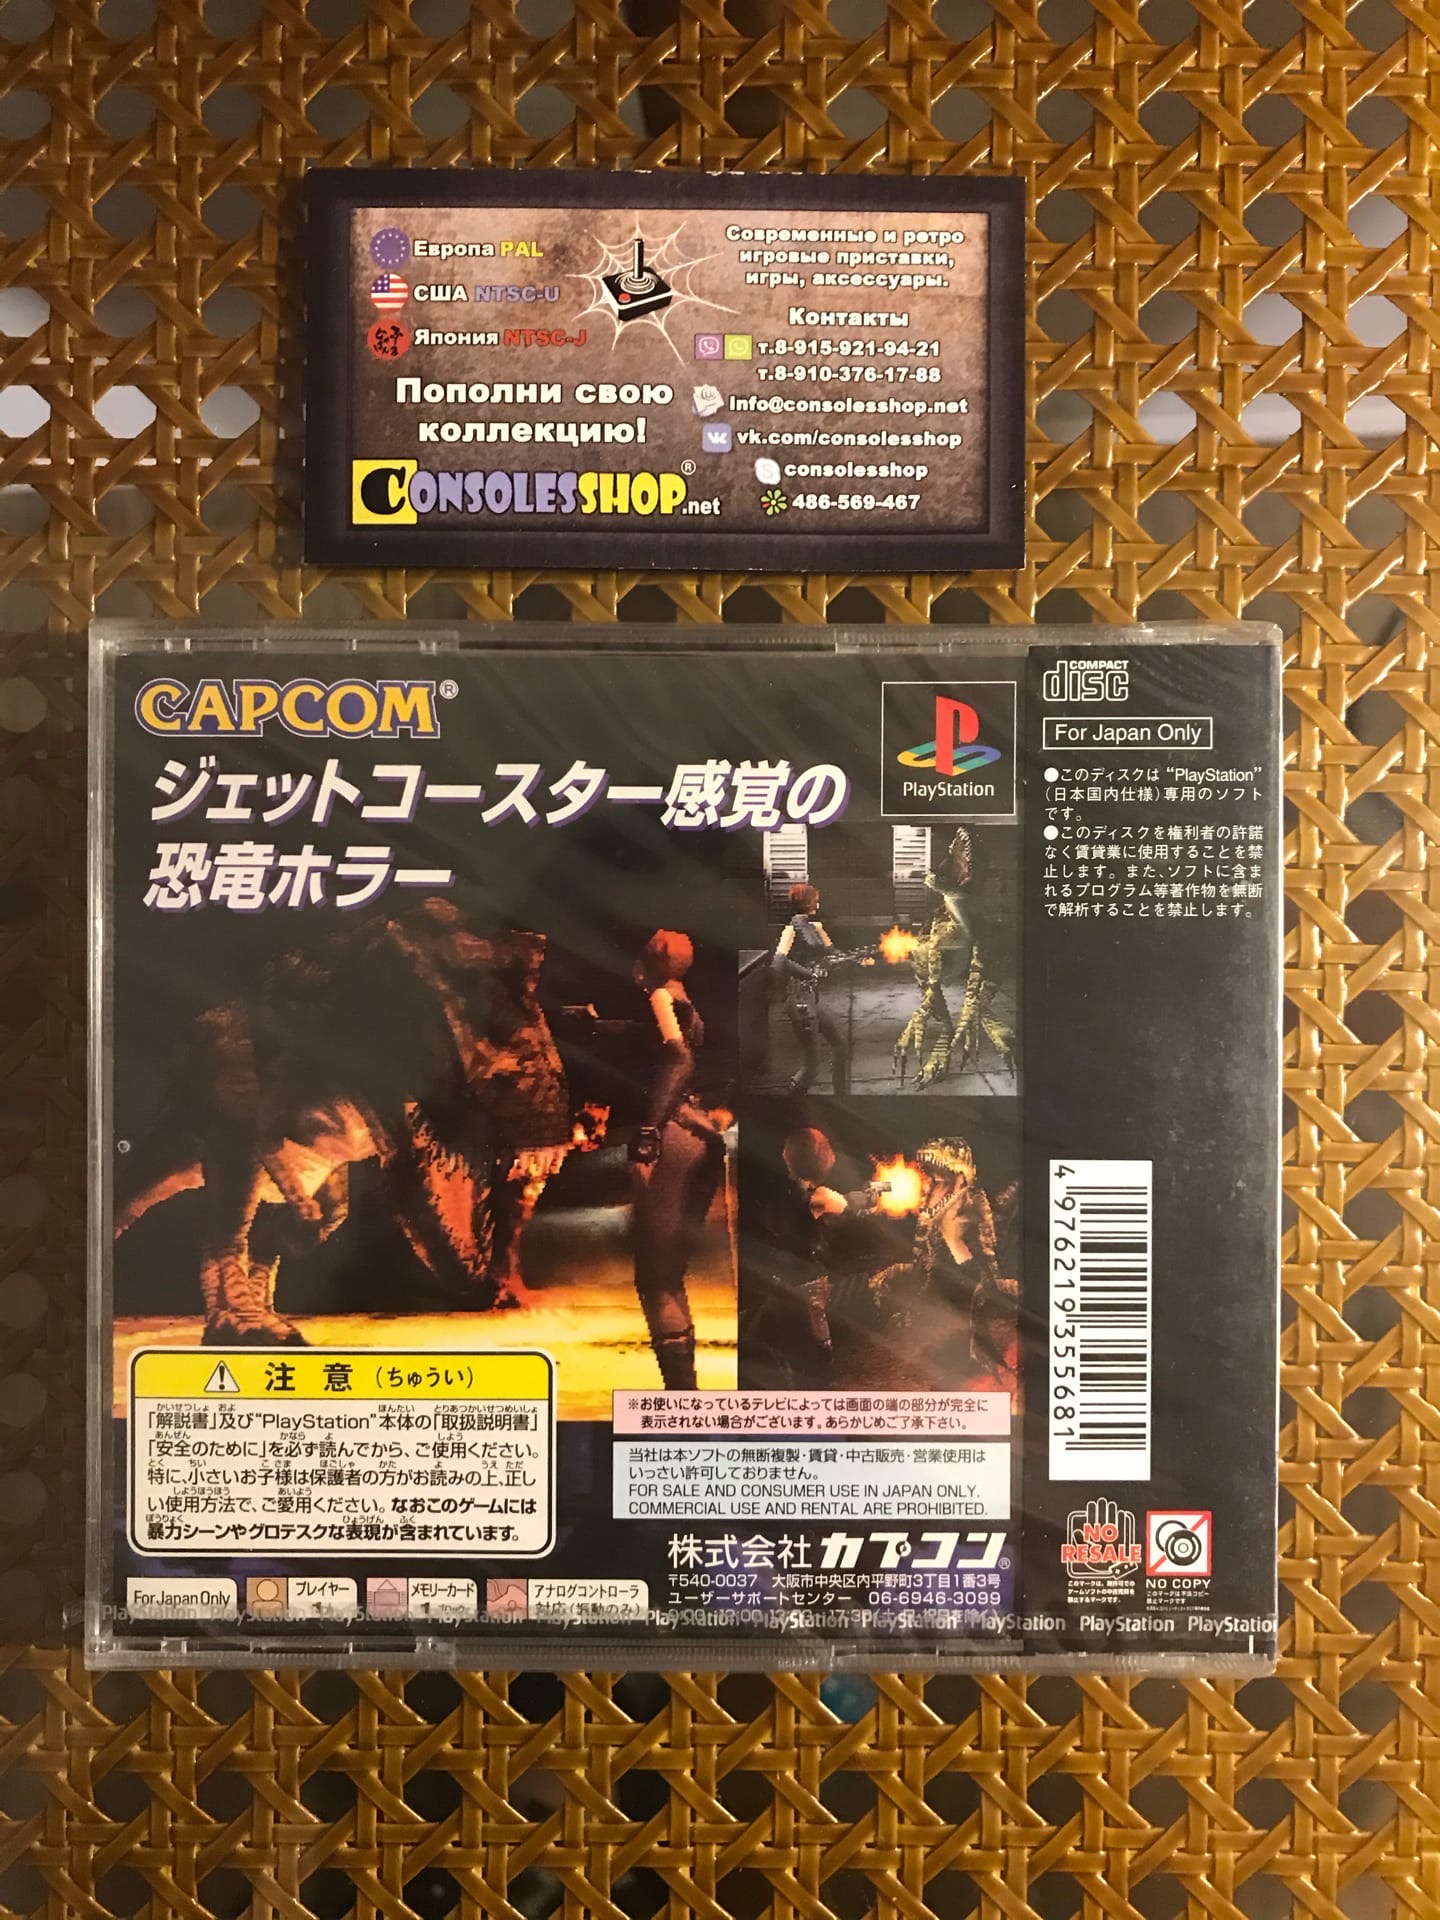 Европа PAL
США NTSC-U
Япония NTSC-J
Пополни свою
коллекцию!
CONSOLESSHOP®.net
Современные и ретро
игровые приставки,
игры, аксессуары.
Контакты
т.8-915-921-94-21
т.8-910-376-17-88
Info@consolesshop.net
vk.com/consolesshop
consolesshop
486-569-467
CAPCOM®
ジェットコースター感覚の
恐竜ホラー
PlayStation
COMPACT
disc
For Japan Only
●このディスクは“PlayStation”
(日本国内仕様)専用のソフト
です。
●このディスクを権利者の許諾
なく賃貸業に使用することを禁
止します。また、ソフトに含ま
れるプログラム等著作物を無断
で解析することを禁止します。
4976219355681
注意(ちゅうい)
「解説書」及び“PlayStation”本体の「取扱説明書」
「安全のために」を必ず読んでから、ご使用ください。
特に、小さいお子様は保護者の方がお読みの上、正し
い使用方法で、ご愛用ください。なおこのゲームには
暴力シーンやグロテスクな表現が含まれています。
※お使いになっているテレビによっては画面の端の部分が完全に
表示されない場合がございます。あらかじめご了承下さい。
当社は本ソフトの無断複製・賃貸・中古販売・営業使用は
いっさい許可しておりません。
FOR SALE AND CONSUMER USE IN JAPAN ONLY.
COMMERCIAL USE AND RENTAL ARE PROHIBITED.
株式会社カプコン®
〒540-0037 大阪市中央区内平野町3丁目1番3号
ユーザーサポートセンター 06-6946-3099
NO
RESALE
NO COPY
For Japan Only
プレイヤー
メモリーカード
アナログコントローラ
対応(振動のみ)
PlayStation PlayStation PlayStation PlayStation PlayStation PlayStation PlayStation PlayStation PlayStation PlayStation